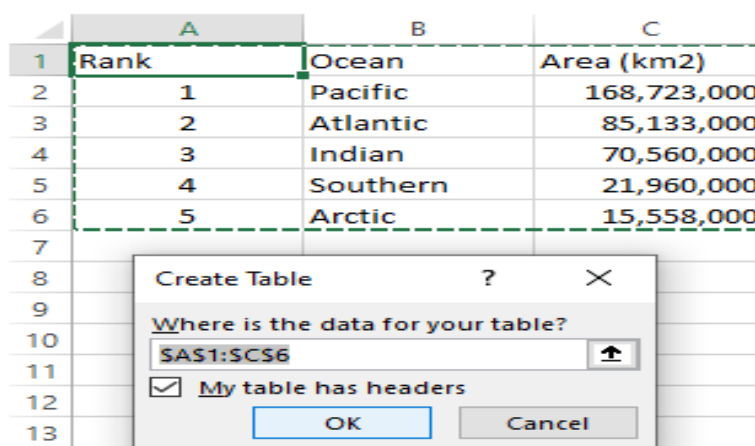 A B C
1 Rank Ocean Area (km2)
2 1 Pacific 168,723,000
3 2 Atlantic 85,133,000
4 3 Indian 70,560,000
5 4 Southern 21,960,000
6 5 Arctic 15,558,000
7
8 Create Table ? ×
9
Where is the data for your table?
10
$A$1:$C$6
11
My table has headers
12
OK Cancel
13